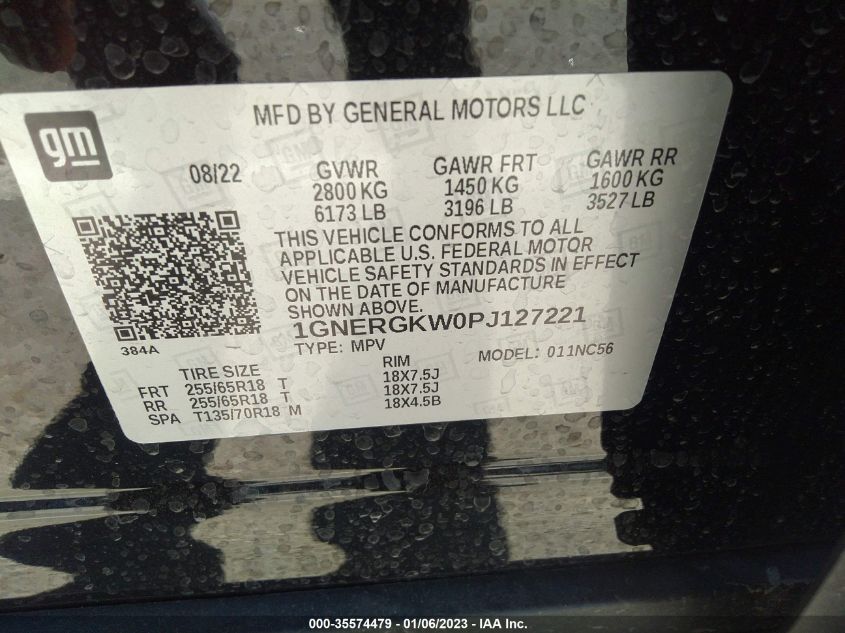 gm
MFD BY GENERAL MOTORS LLC
08/22
GVWR
2800 KG
6173 LB
GAWR FRT
1450 KG
3196 LB
GAWR RR
1600 KG
3527 LB
THIS VEHICLE CONFORMS TO ALL
APPLICABLE U.S. FEDERAL MOTOR
VEHICLE SAFETY STANDARDS IN EFFECT
ON THE DATE OF MANUFACTURE
SHOWN ABOVE.
1GNERGKW0PJ127221
384A
TYPE: MPV
MODEL: 011NC56
TIRE SIZE RIM
FRT 255/65R18 T 18X7.5J
RR 255/65R18 T 18X7.5J
SPA T135/70R18 M 18X4.5B
000-35574479 — 01/06/2023 — IAA Inc.